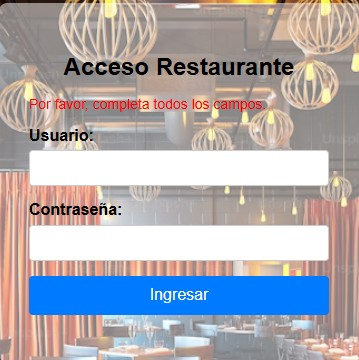 Acceso Restaurante
Por favor, completa todos los campos.
Usuario:
Contraseña:
Ingresar